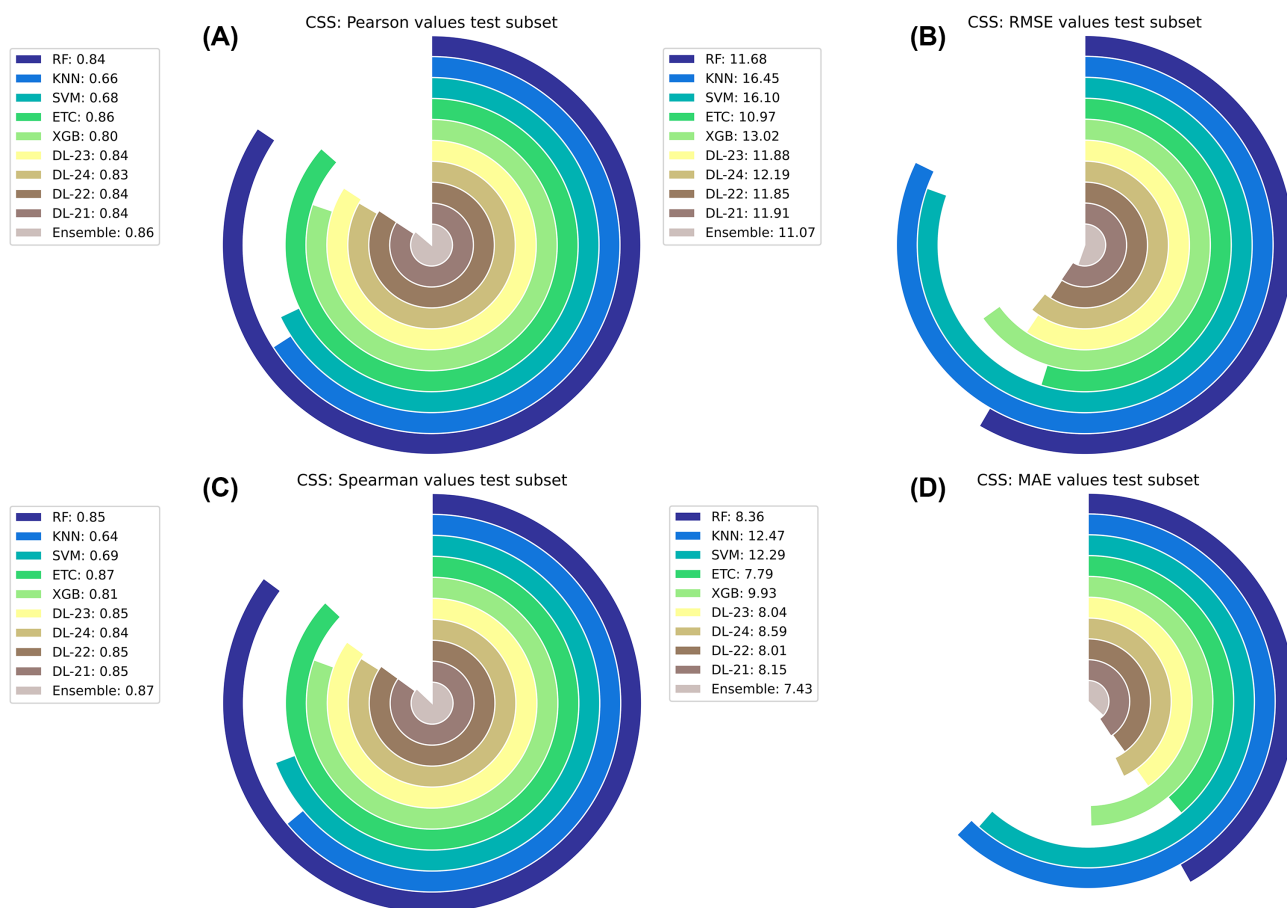 CSS: Pearson values test subset
(A)
RF: 0.84
KNN: 0.66
SVM: 0.68
ETC: 0.86
XGB: 0.80
DL-23: 0.84
DL-24: 0.83
DL-22: 0.84
DL-21: 0.84
Ensemble: 0.86
CSS: RMSE values test subset
(B)
RF: 11.68
KNN: 16.45
SVM: 16.10
ETC: 10.97
XGB: 13.02
DL-23: 11.88
DL-24: 12.19
DL-22: 11.85
DL-21: 11.91
Ensemble: 11.07
CSS: Spearman values test subset
(C)
RF: 0.85
KNN: 0.64
SVM: 0.69
ETC: 0.87
XGB: 0.81
DL-23: 0.85
DL-24: 0.84
DL-22: 0.85
DL-21: 0.85
Ensemble: 0.87
CSS: MAE values test subset
(D)
RF: 8.36
KNN: 12.47
SVM: 12.29
ETC: 7.79
XGB: 9.93
DL-23: 8.04
DL-24: 8.59
DL-22: 8.01
DL-21: 8.15
Ensemble: 7.43